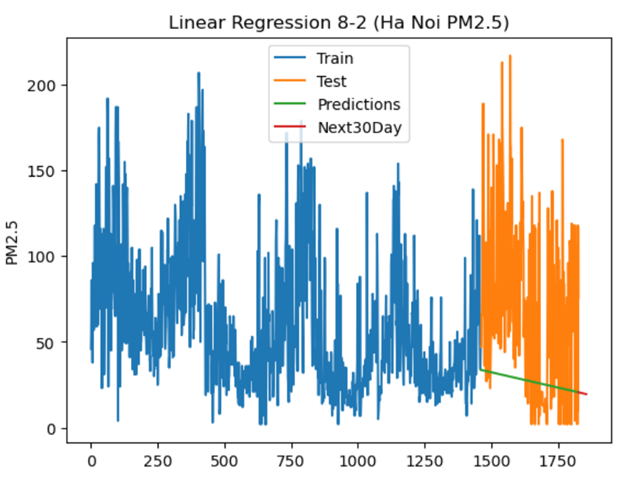 Linear Regression 8-2 (Ha Noi PM2.5)
Train
Test
Predictions
Next30Day
PM2.5
200
150
100
50
0
0 250 500 750 1000 1250 1500 1750